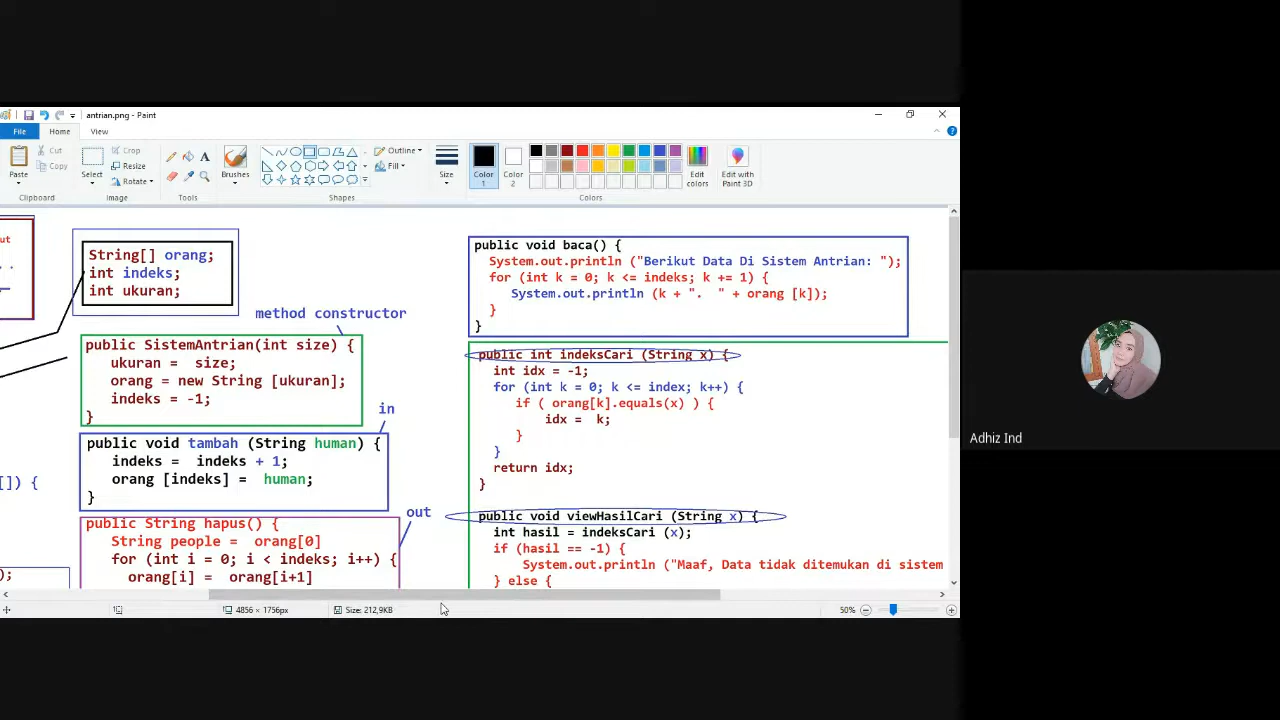 antrian.png - Paint
File Home View
Paste
Cut
Copy
Clipboard
Select
Crop
Resize
Rotate
Image
Tools
Brushes
Shapes
Outline
Fill
Size
Color 1
Color 2
Edit colors
Edit with Paint 3D
Colors
ut
String[] orang;
int indeks;
int ukuran;
method constructor
public SistemAntrian(int size) {
ukuran = size;
orang = new String [ukuran];
indeks = -1;
}
in
public void tambah (String human) {
indeks = indeks + 1;
orang [indeks] = human;
}
[]) {
out
public String hapus() {
String people = orang[0]
for (int i = 0; i < indeks; i++) {
orang[i] = orang[i+1]
);
public void baca() {
System.out.println ("Berikut Data Di Sistem Antrian: ");
for (int k = 0; k <= indeks; k += 1) {
System.out.println (k + ". " + orang [k]);
}
}
public int indeksCari (String x) {
int idx = -1;
for (int k = 0; k <= index; k++) {
if ( orang[k].equals(x) ) {
idx = k;
}
}
return idx;
}
public void viewHasilCari (String x) {
int hasil = indeksCari (x);
if (hasil == -1) {
System.out.println ("Maaf, Data tidak ditemukan di sistem
} else {
4856 × 1756px
Size: 212,9KB
50%
Adhiz Ind